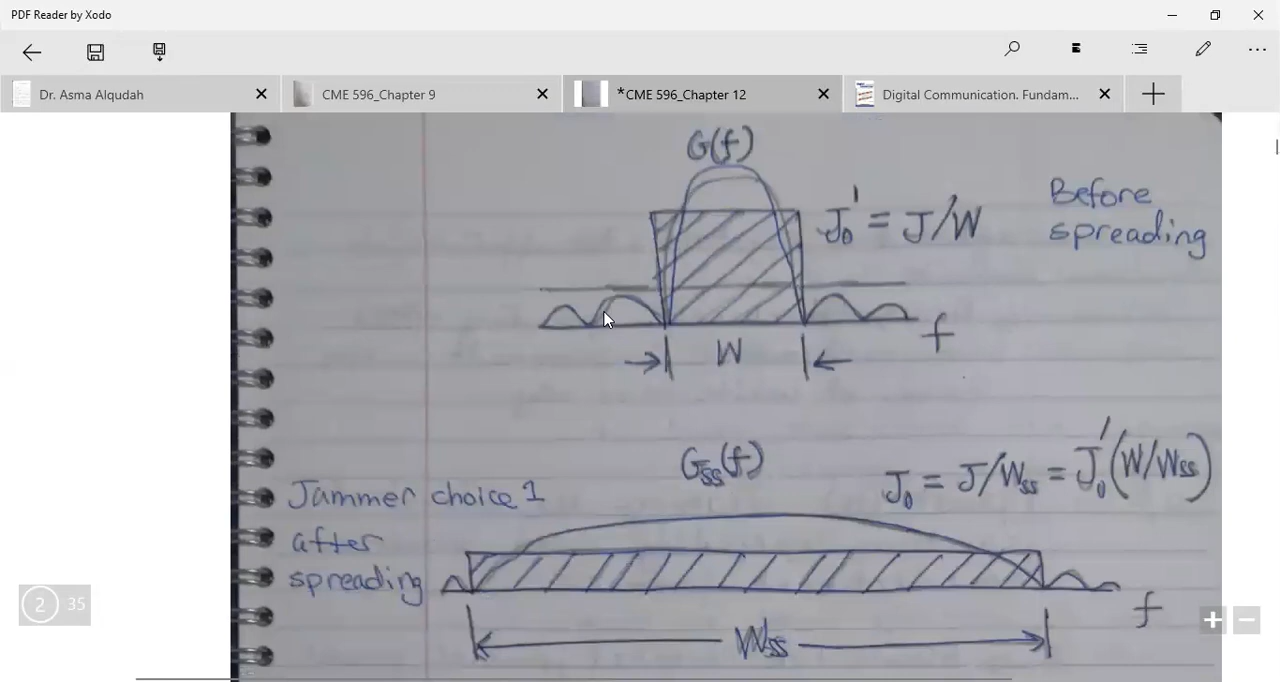 PDF Reader by Xodo
Dr. Asma Alqudah
CME 596_Chapter 9
*CME 596_Chapter 12
Digital Communication. Fundam...
G(f)
J₀' = J/W
Before
spreading
f
W
Gss(f)
J₀ = J/Wss = J₀'(W/Wss)
Jammer choice 1
after
spreading
f
Wss
2 35